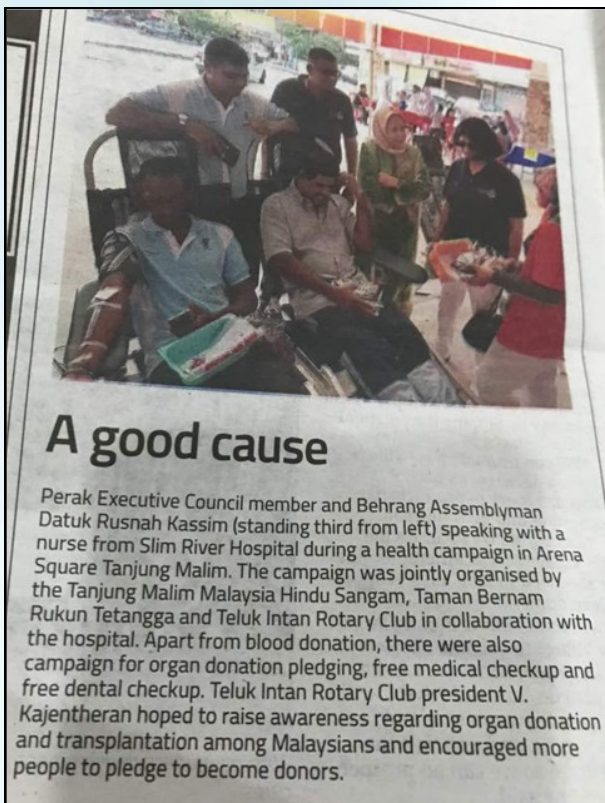 A good cause
Perak Executive Council member and Behrang Assemblyman
Datuk Rusnah Kassim (standing third from left) speaking with a
nurse from Slim River Hospital during a health campaign in Arena
Square Tanjung Malim. The campaign was jointly organised by
the Tanjung Malim Malaysia Hindu Sangam, Taman Bernam
Rukun Tetangga and Teluk Intan Rotary Club in collaboration with
the hospital. Apart from blood donation, there were also
campaign for organ donation pledging, free medical checkup and
free dental checkup. Teluk Intan Rotary Club president V.
Kajentheran hoped to raise awareness regarding organ donation
and transplantation among Malaysians and encouraged more
people to pledge to become donors.